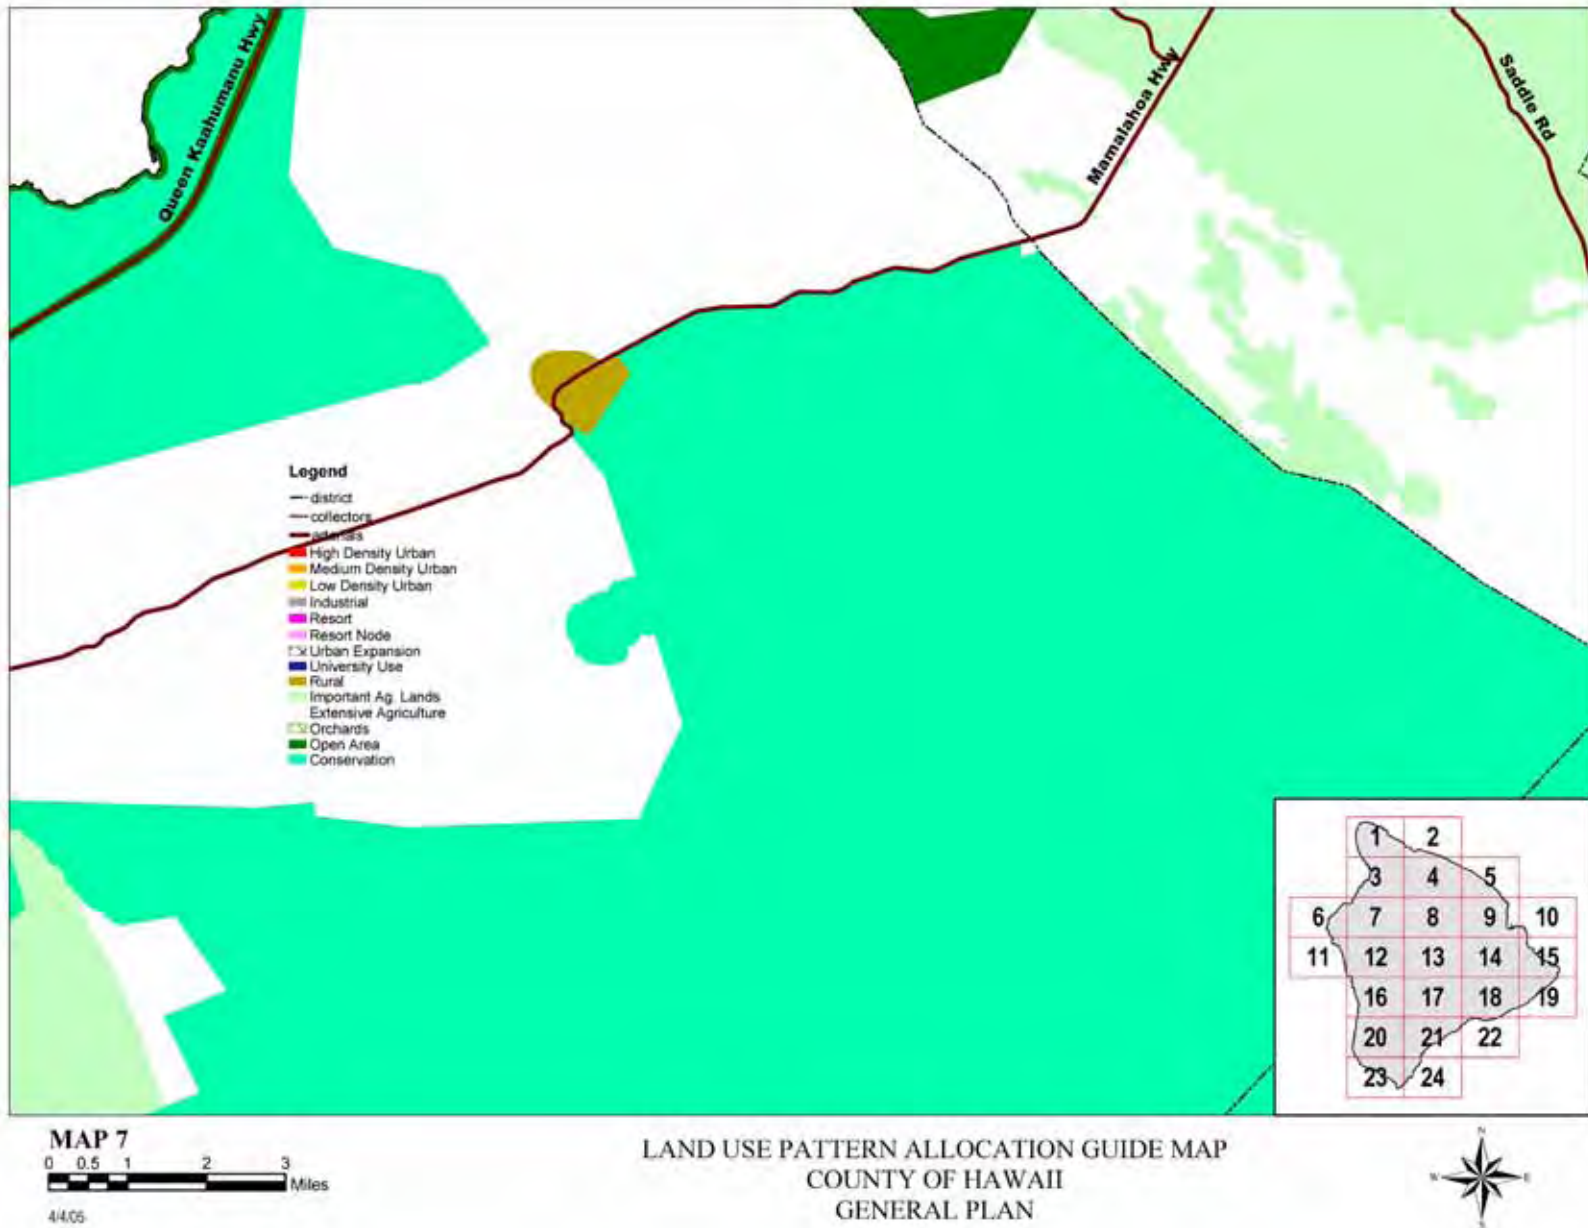 Queen Kaahumanu Hwy
Mamalahoa Hwy
Saddle Rd
Legend
district
collectors
arterials
High Density Urban
Medium Density Urban
Low Density Urban
Industrial
Resort
Resort Node
Urban Expansion
University Use
Rural
Important Ag. Lands
Extensive Agriculture
Orchards
Open Area
Conservation
1 2
3 4 5
6 7 8 9 10
11 12 13 14 15
16 17 18 19
20 21 22
23 24
MAP 7
0 0.5 1 2 3
Miles
4/4/05
LAND USE PATTERN ALLOCATION GUIDE MAP
COUNTY OF HAWAII
GENERAL PLAN
N
W E
S